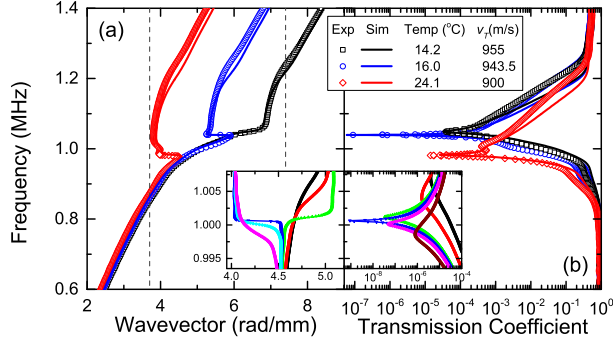 (a)
Exp Sim Temp (°C) v_T(m/s)
14.2 955
16.0 943.5
24.1 900
1.4
1.2
1.0
0.8
0.6
Frequency (MHz)
1.005
1.000
0.995
4.0 4.5 5.0
10⁻⁸ 10⁻⁶ 10⁻⁴
(b)
2 4 6 8
10⁻⁷ 10⁻⁶ 10⁻⁵ 10⁻⁴ 10⁻³ 10⁻² 10⁻¹ 10⁰
Wavevector (rad/mm)
Transmission Coefficient